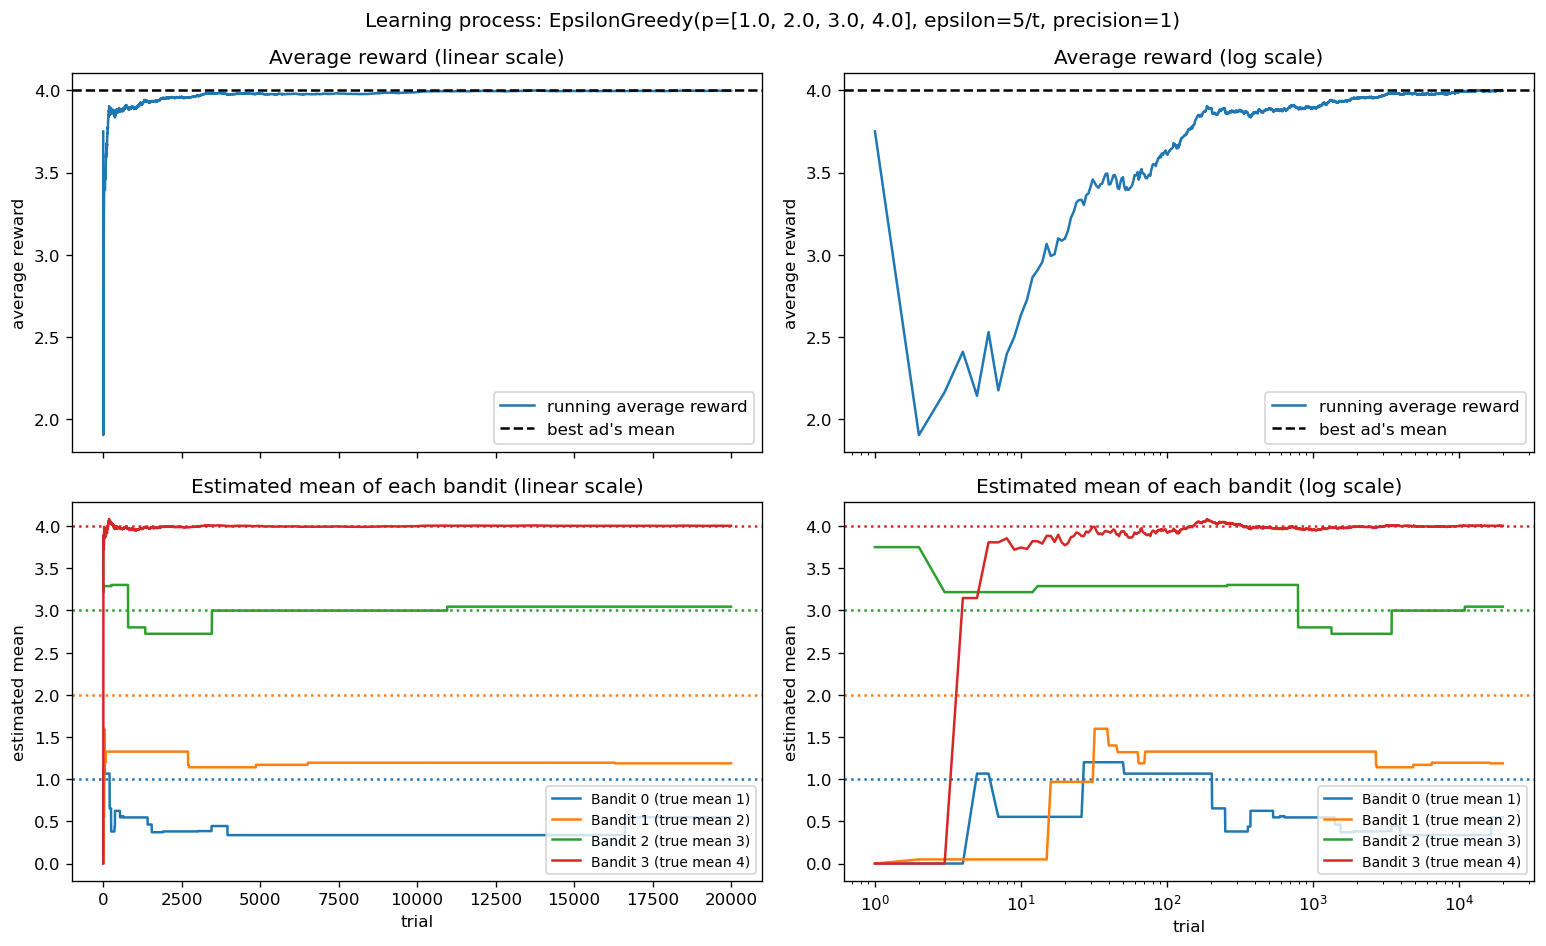 Learning process: EpsilonGreedy(p=[1.0, 2.0, 3.0, 4.0], epsilon=5/t, precision=1)
Average reward (linear scale)
average reward
4.0
3.5
3.0
2.5
2.0
running average reward
best ad's mean
Average reward (log scale)
average reward
4.0
3.5
3.0
2.5
2.0
running average reward
best ad's mean
Estimated mean of each bandit (linear scale)
estimated mean
4.0
3.5
3.0
2.5
2.0
1.5
1.0
0.5
0.0
Bandit 0 (true mean 1)
Bandit 1 (true mean 2)
Bandit 2 (true mean 3)
Bandit 3 (true mean 4)
0 2500 5000 7500 10000 12500 15000 17500 20000
trial
Estimated mean of each bandit (log scale)
estimated mean
4.0
3.5
3.0
2.5
2.0
1.5
1.0
0.5
0.0
Bandit 0 (true mean 1)
Bandit 1 (true mean 2)
Bandit 2 (true mean 3)
Bandit 3 (true mean 4)
10⁰ 10¹ 10² 10³ 10⁴
trial